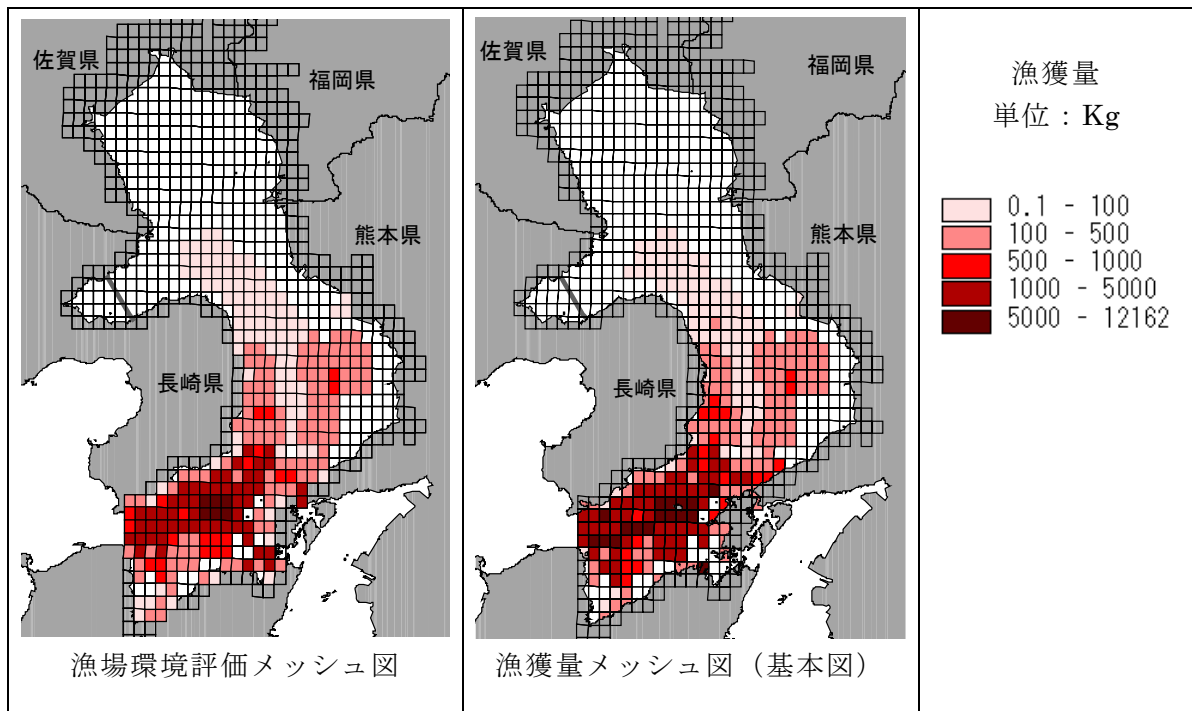 佐賀県
福岡県
熊本県
長崎県
漁場環境評価メッシュ図
佐賀県
福岡県
熊本県
長崎県
漁獲量メッシュ図（基本図）
漁獲量
単位：Kg
0.1 - 100
100 - 500
500 - 1000
1000 - 5000
5000 - 12162